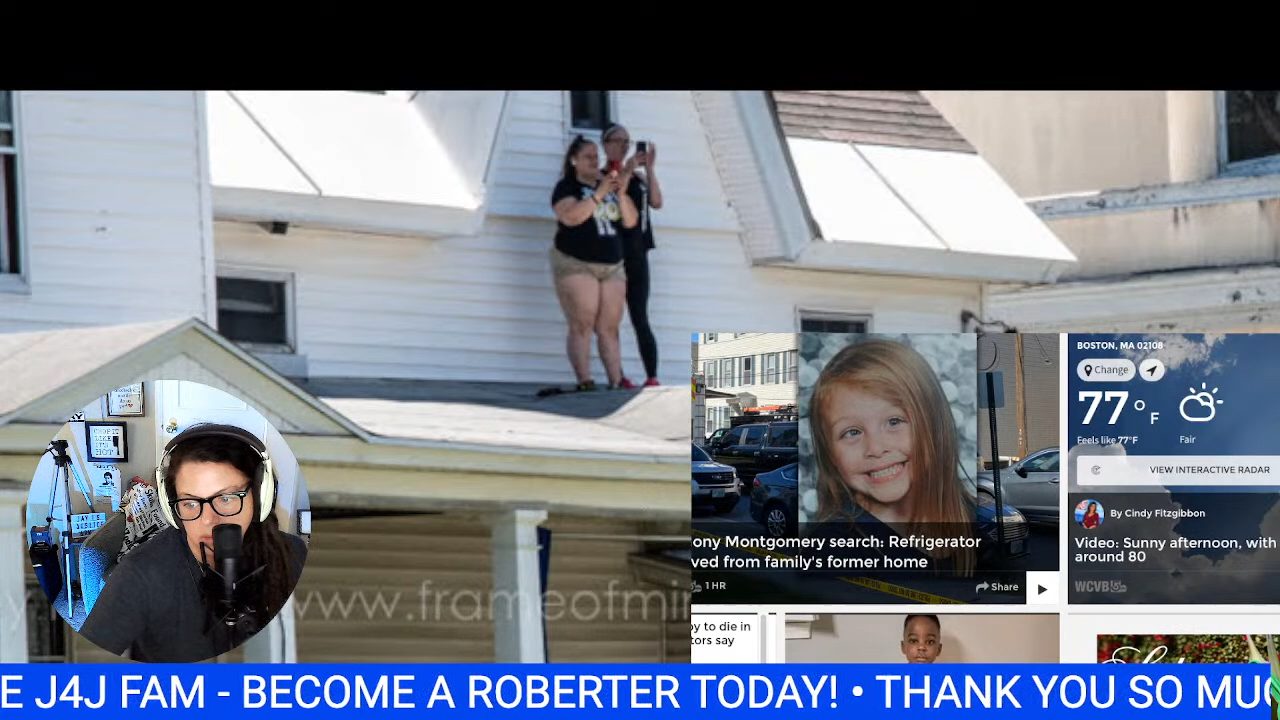 BOSTON, MA 02108
Change
77°F
Feels like 77°F
Fair
VIEW INTERACTIVE RADAR
By Cindy Fitzgibbon
Video: Sunny afternoon, with
around 80
WCVB
ony Montgomery search: Refrigerator
ved from family's former home
1 HR
Share
www.frameofmi
oy to die in
tors say
E J4J FAM - BECOME A ROBERTER TODAY! • THANK YOU SO MUC